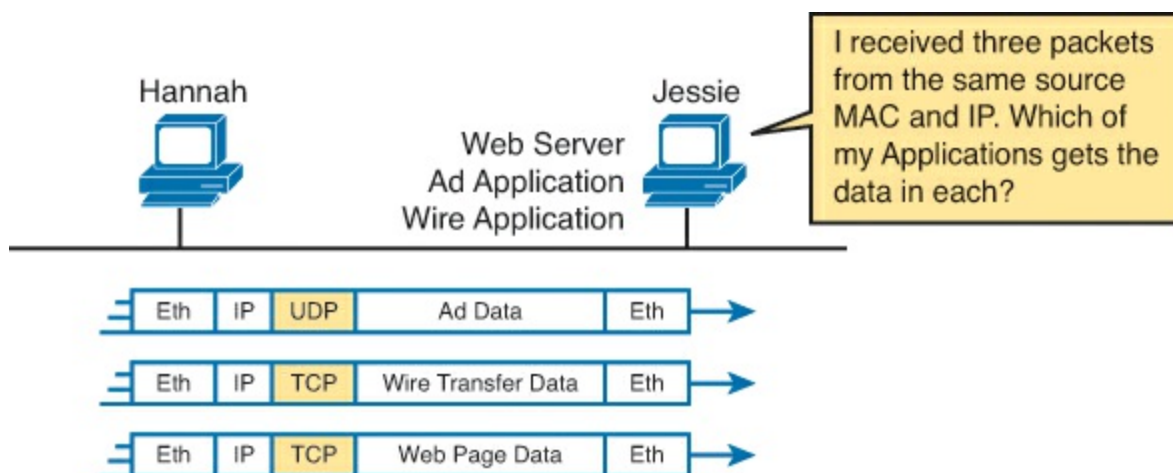 I received three packets
from the same source
MAC and IP. Which of
my Applications gets the
data in each?
Hannah
Jessie
Web Server
Ad Application
Wire Application
Eth IP UDP Ad Data Eth
Eth IP TCP Wire Transfer Data Eth
Eth IP TCP Web Page Data Eth